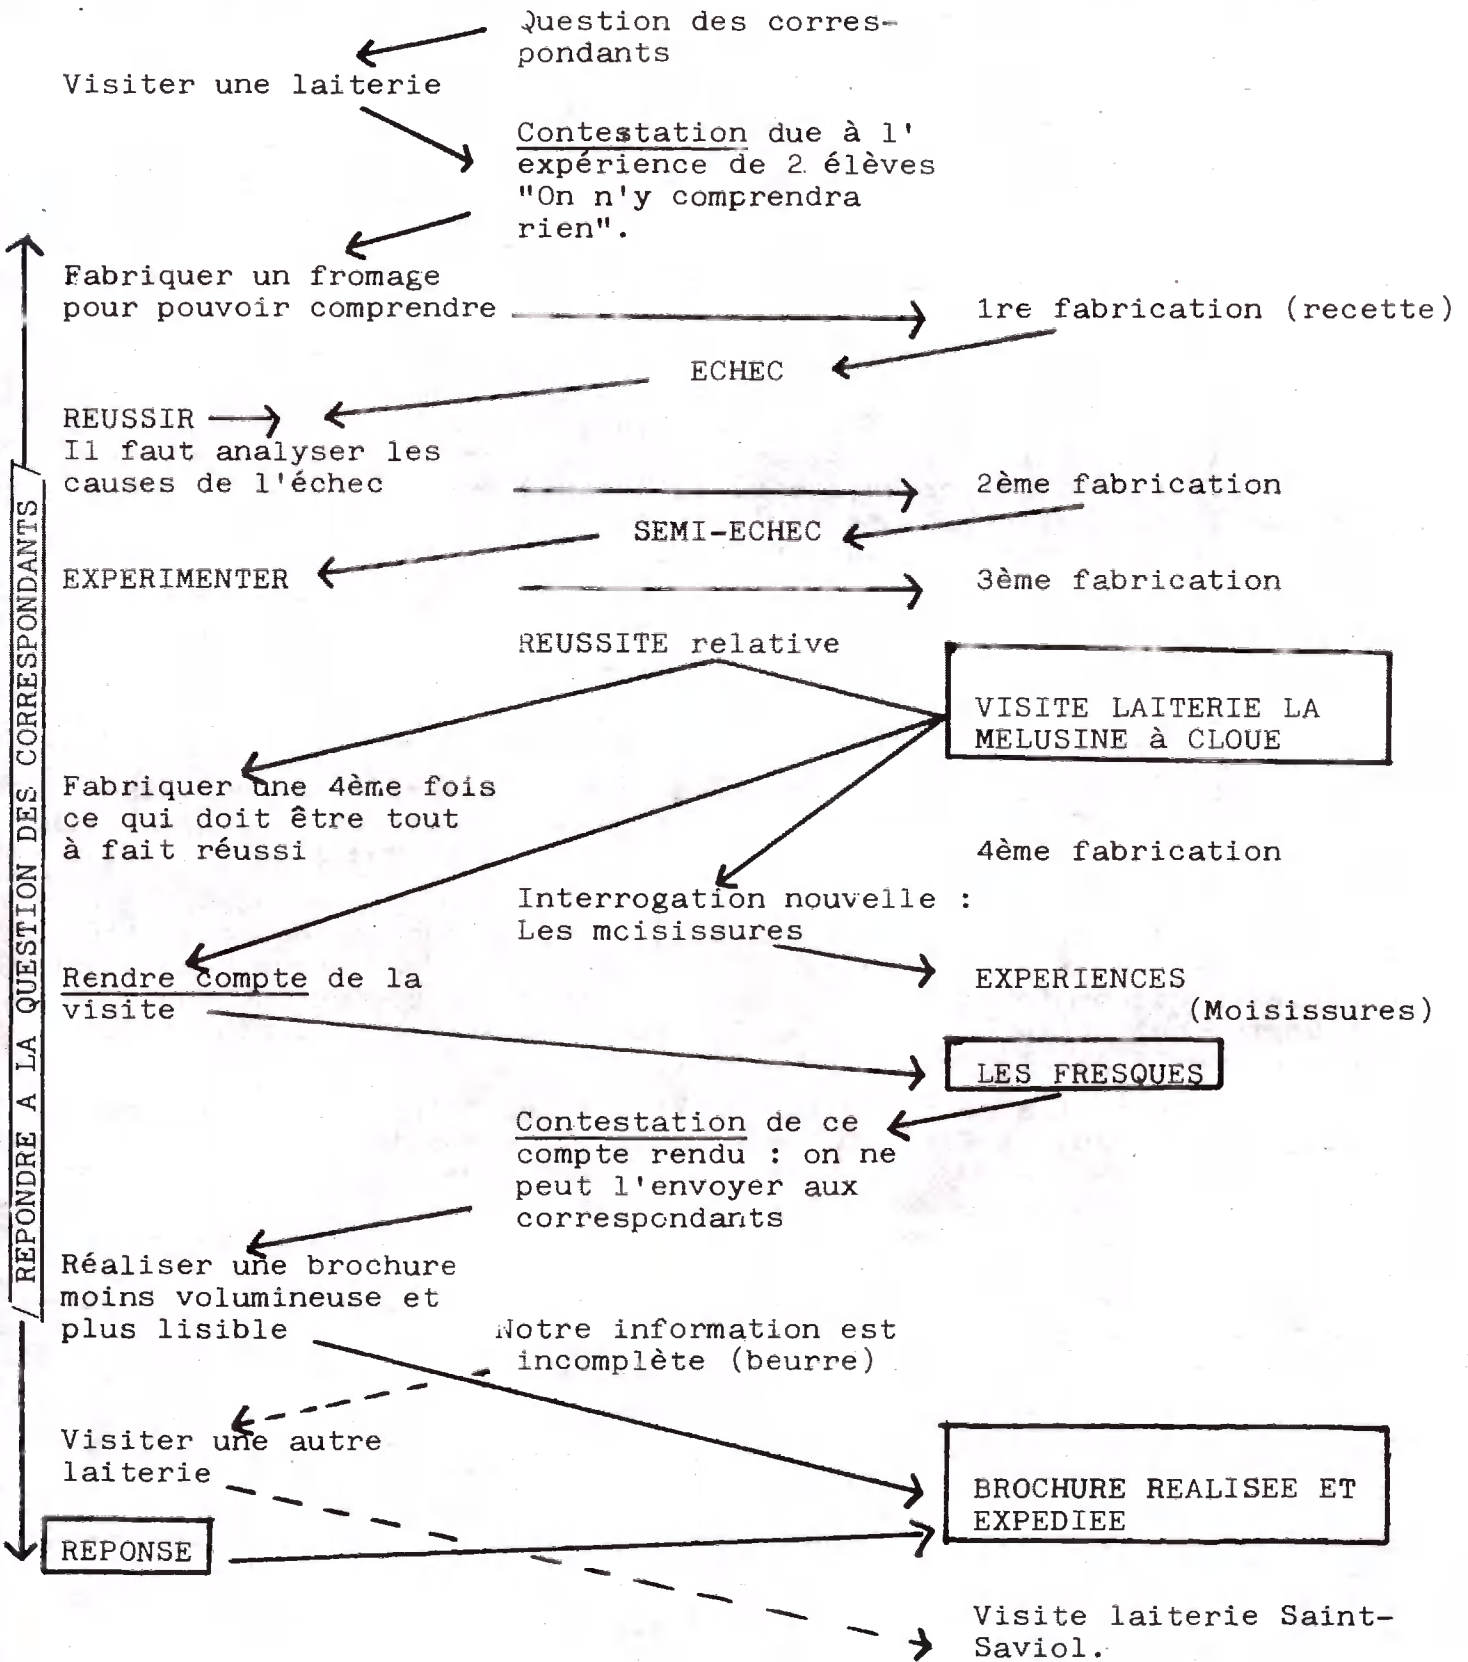 Question des corres-
pondants
Visiter une laiterie
Contestation due à l'
expérience de 2 élèves
"On n'y comprendra
rien".
Fabriquer un fromage
pour pouvoir comprendre
1re fabrication (recette)
ECHEC
REUSSIR
Il faut analyser les
causes de l'échec
2ème fabrication
SEMI-ECHEC
EXPERIMENTER
3ème fabrication
REUSSITE relative
VISITE LAITERIE LA
MELUSINE à CLOUE
Fabriquer une 4ème fois
ce qui doit être tout
à fait réussi
4ème fabrication
Interrogation nouvelle :
Les moisissures
Rendre compte de la
visite
EXPERIENCES
(Moisissures)
LES FRESQUES
Contestation de ce
compte rendu : on ne
peut l'envoyer aux
correspondants
Réaliser une brochure
moins volumineuse et
plus lisible
Notre information est
incomplète (beurre)
Visiter une autre
laiterie
BROCHURE REALISEE ET
EXPEDIEE
REPONSE
Visite laiterie Saint-
Saviol.
REPONDRE A LA QUESTION DES CORRESPONDANTS